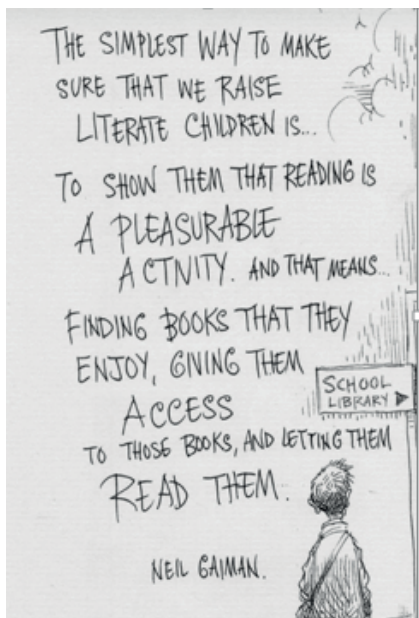 THE SIMPLEST WAY TO MAKE
SURE THAT WE RAISE
LITERATE CHILDREN IS...
TO SHOW THEM THAT READING IS
A PLEASURABLE
ACTIVITY. AND THAT MEANS...
FINDING BOOKS THAT THEY
ENJOY, GIVING THEM
ACCESS
TO THOSE BOOKS, AND LETTING THEM
READ THEM.
NEIL GAIMAN.
SCHOOL
LIBRARY